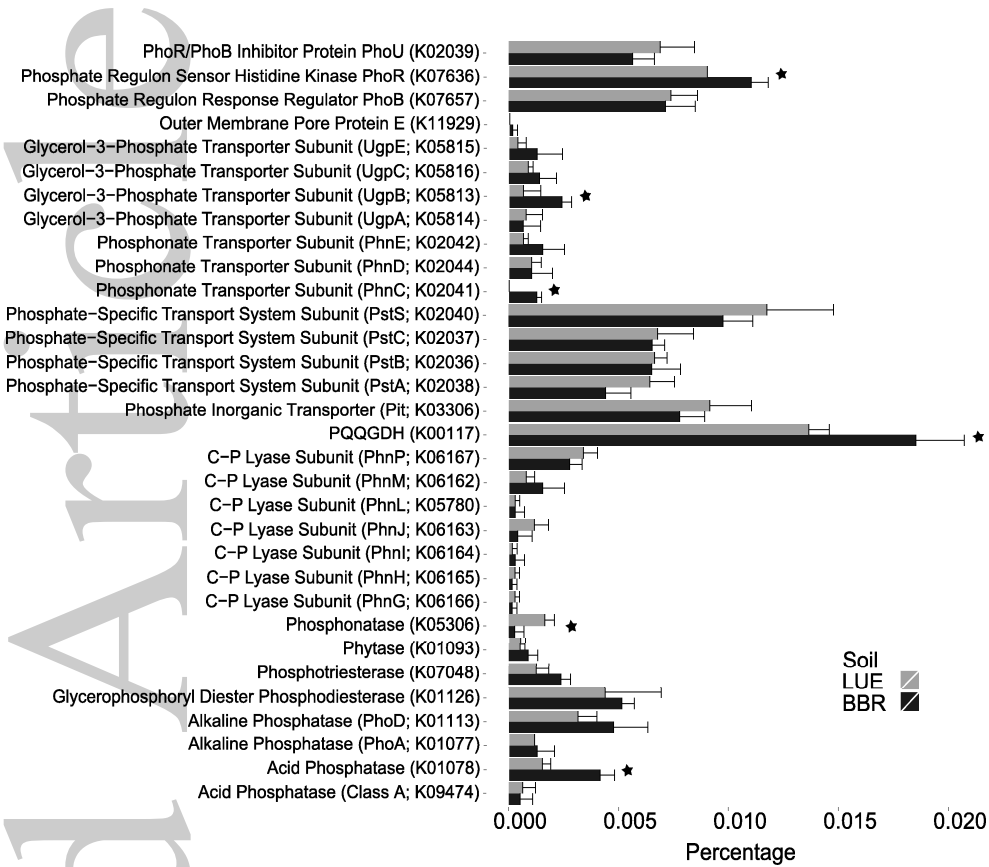 PhoR/PhoB Inhibitor Protein PhoU (K02039)
Phosphate Regulon Sensor Histidine Kinase PhoR (K07636)
Phosphate Regulon Response Regulator PhoB (K07657)
Outer Membrane Pore Protein E (K11929)
Glycerol−3−Phosphate Transporter Subunit (UgpE; K05815)
Glycerol−3−Phosphate Transporter Subunit (UgpC; K05816)
Glycerol−3−Phosphate Transporter Subunit (UgpB; K05813)
Glycerol−3−Phosphate Transporter Subunit (UgpA; K05814)
Phosphonate Transporter Subunit (PhnE; K02042)
Phosphonate Transporter Subunit (PhnD; K02044)
Phosphonate Transporter Subunit (PhnC; K02041)
Phosphate−Specific Transport System Subunit (PstS; K02040)
Phosphate−Specific Transport System Subunit (PstC; K02037)
Phosphate−Specific Transport System Subunit (PstB; K02036)
Phosphate−Specific Transport System Subunit (PstA; K02038)
Phosphate Inorganic Transporter (Pit; K03306)
PQQGDH (K00117)
C−P Lyase Subunit (PhnP; K06167)
C−P Lyase Subunit (PhnM; K06162)
C−P Lyase Subunit (PhnL; K05780)
C−P Lyase Subunit (PhnJ; K06163)
C−P Lyase Subunit (PhnI; K06164)
C−P Lyase Subunit (PhnH; K06165)
C−P Lyase Subunit (PhnG; K06166)
Phosphonatase (K05306)
Phytase (K01093)
Phosphotriesterase (K07048)
Glycerophosphoryl Diester Phosphodiesterase (K01126)
Alkaline Phosphatase (PhoD; K01113)
Alkaline Phosphatase (PhoA; K01077)
Acid Phosphatase (K01078)
Acid Phosphatase (Class A; K09474)
Soil
LUE
BBR
0.000 0.005 0.010 0.015 0.020
Percentage
d Article